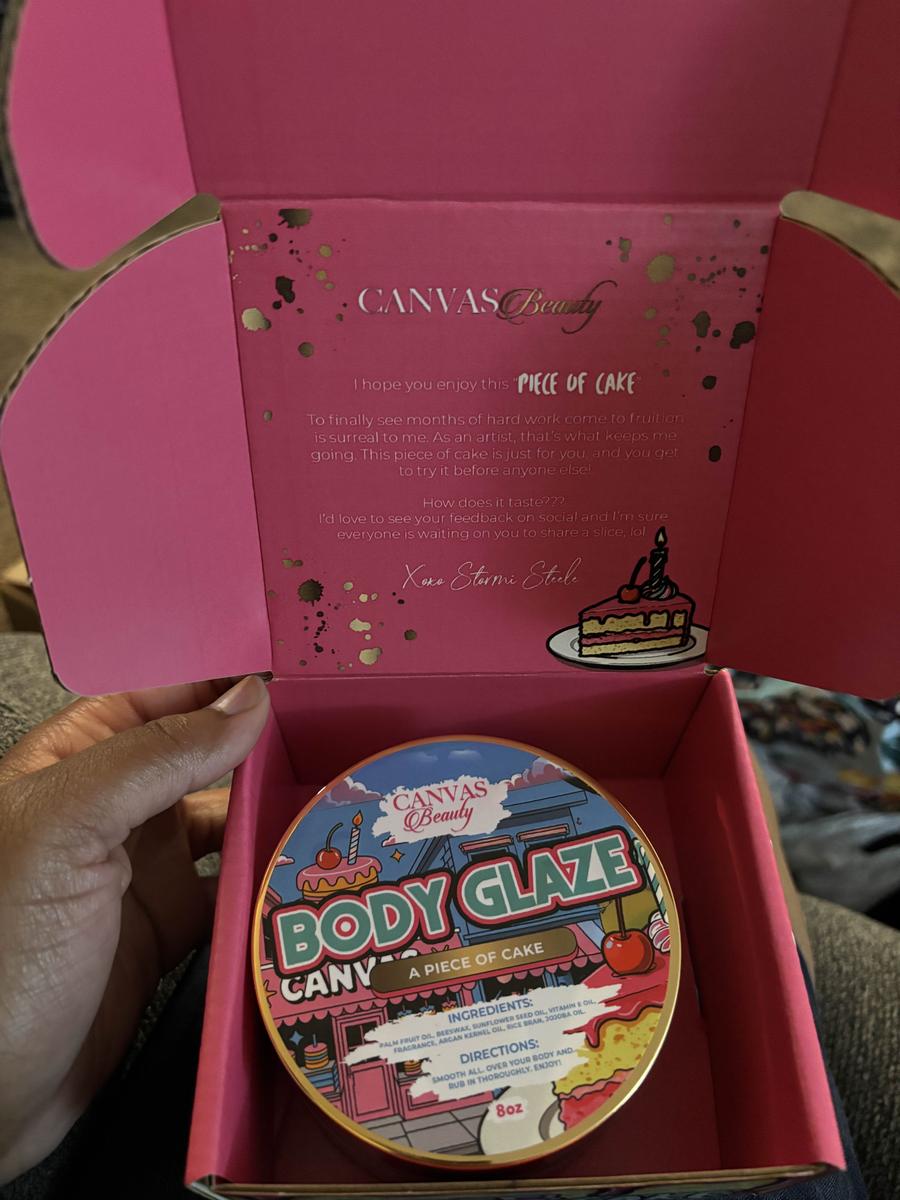 CANVAS Beauty
I hope you enjoy this "PIECE OF CAKE"
To finally see months of hard work come to fruition
is surreal to me. As an artist, that's what keeps me
going. This piece of cake is just for you, and you get
to try it before anyone else!
How does it taste???
I'd love to see your feedback on social and I'm sure
everyone is waiting on you to share a slice, lol
Xoxo Stormi Steele
CANVAS
Beauty
BODY GLAZE
CANVAS
A PIECE OF CAKE
INGREDIENTS:
PALM FRUIT OIL, BEESWAX, SUNFLOWER SEED OIL, VITAMIN E OIL,
FRAGRANCE, ARGAN KERNEL OIL, RICE BRAN, JOJOBA OIL.
DIRECTIONS:
SMOOTH ALL OVER YOUR BODY AND
RUB IN THOROUGHLY. ENJOY!
8oz